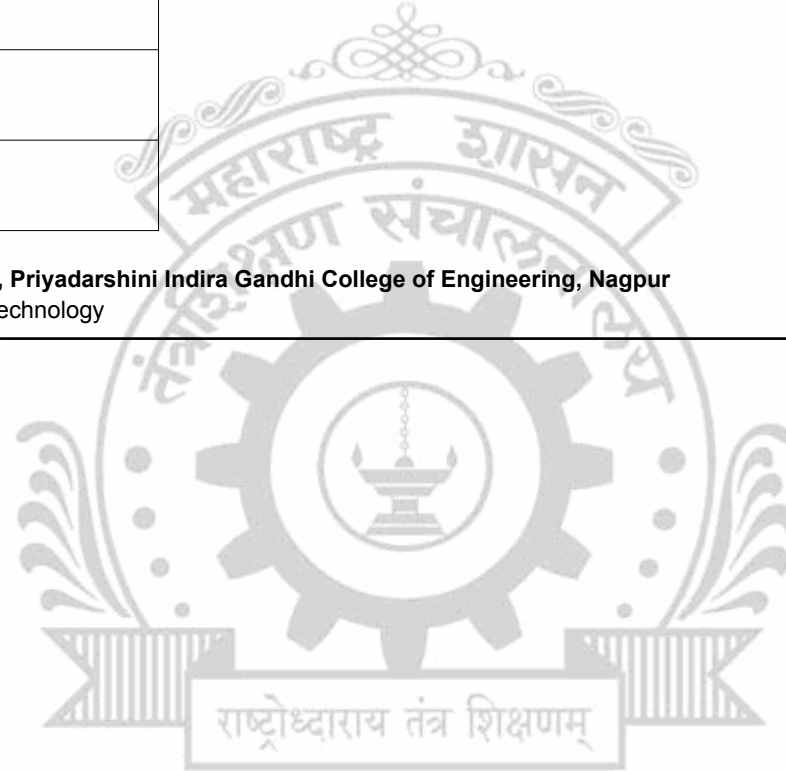 महाराष्ट्र शासन
तंत्रशिक्षण संचालनालय
, Priyadarshini Indira Gandhi College of Engineering, Nagpur
echnology
राष्ट्रोध्दाराय तंत्र शिक्षणम्